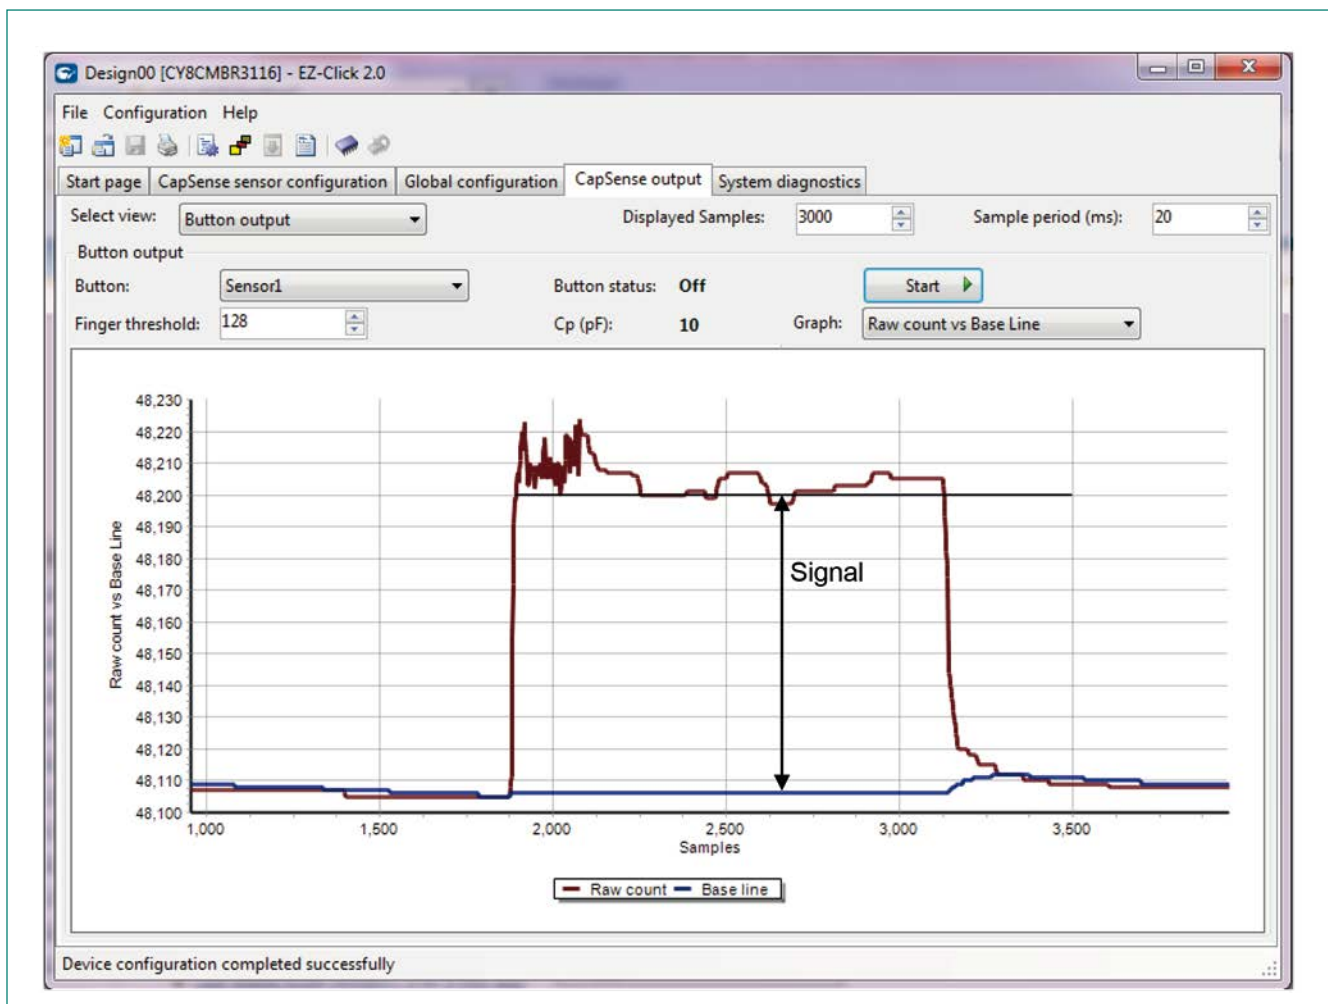 Design00 [CY8CMBR3116] - EZ-Click 2.0
File Configuration Help
Start page CapSense sensor configuration Global configuration CapSense output System diagnostics
Select view: Button output Displayed Samples: 3000 Sample period (ms): 20
Button output
Button: Sensor1 Button status: Off Start
Finger threshold: 128 Cp (pF): 10 Graph: Raw count vs Base Line
48,230
48,220
48,210
48,200
48,190
48,180
48,170
48,160
48,150
48,140
48,130
48,120
48,110
48,100
Raw count vs Base Line
Signal
1,000 1,500 2,000 2,500 3,000 3,500
Samples
Raw count Base line
Device configuration completed successfully